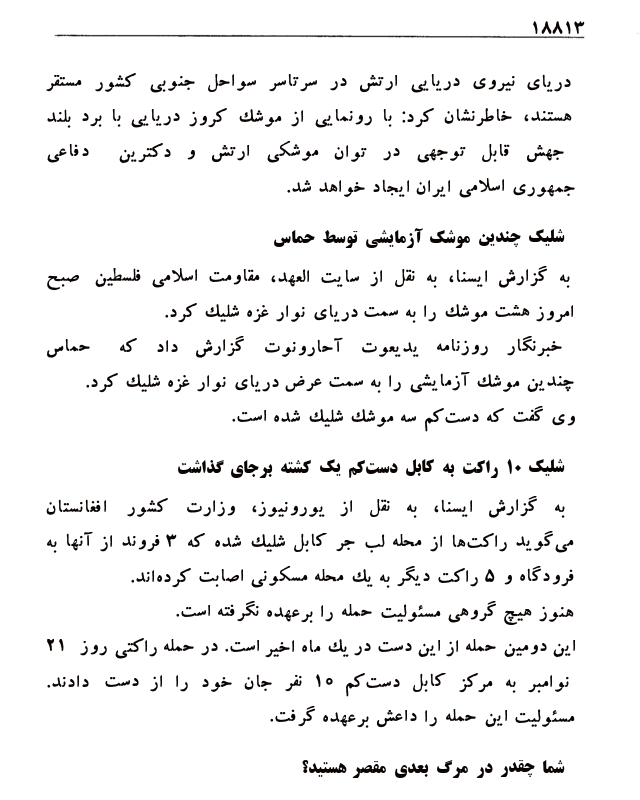 ۱۸۸۱۳
دریای نیروی دریایی ارتش در سرتاسر سواحل جنوبی کشور مستقر
هستند، خاطرنشان کرد: با رونمایی از موشك کروز دریایی با برد بلند
جهش قابل توجهی در توان موشکی ارتش و دکترین دفاعی
جمهوری اسلامی ایران ایجاد خواهد شد.
شلیک چندین موشک آزمایشی توسط حماس
به گزارش ایسنا، به نقل از سایت العهد، مقاومت اسلامی فلسطین صبح
امروز هشت موشك را به سمت دریای نوار غزه شلیك کرد.
خبرنگار روزنامه یدیعوت آحارونوت گزارش داد که حماس
چندین موشك آزمایشی را به سمت عرض دریای نوار غزه شلیك کرد.
وی گفت که دست‌کم سه موشك شلیك شده است.
شلیک ۱۰ راکت به کابل دست‌کم یک کشته برجای گذاشت
به گزارش ایسنا، به نقل از یورونیوز، وزارت کشور افغانستان
می‌گوید راکت‌ها از محله لب جر کابل شلیك شده که ۳ فروند از آنها به
فرودگاه و ۵ راکت دیگر به یك محله مسکونی اصابت کرده‌اند.
هنوز هیچ گروهی مسئولیت حمله را برعهده نگرفته است.
این دومین حمله از این دست در یك ماه اخیر است. در حمله راکتی روز ۲۱
نوامبر به مرکز کابل دست‌کم ۱۰ نفر جان خود را از دست دادند.
مسئولیت این حمله را داعش برعهده گرفت.
شما چقدر در مرگ بعدی مقصر هستید؟